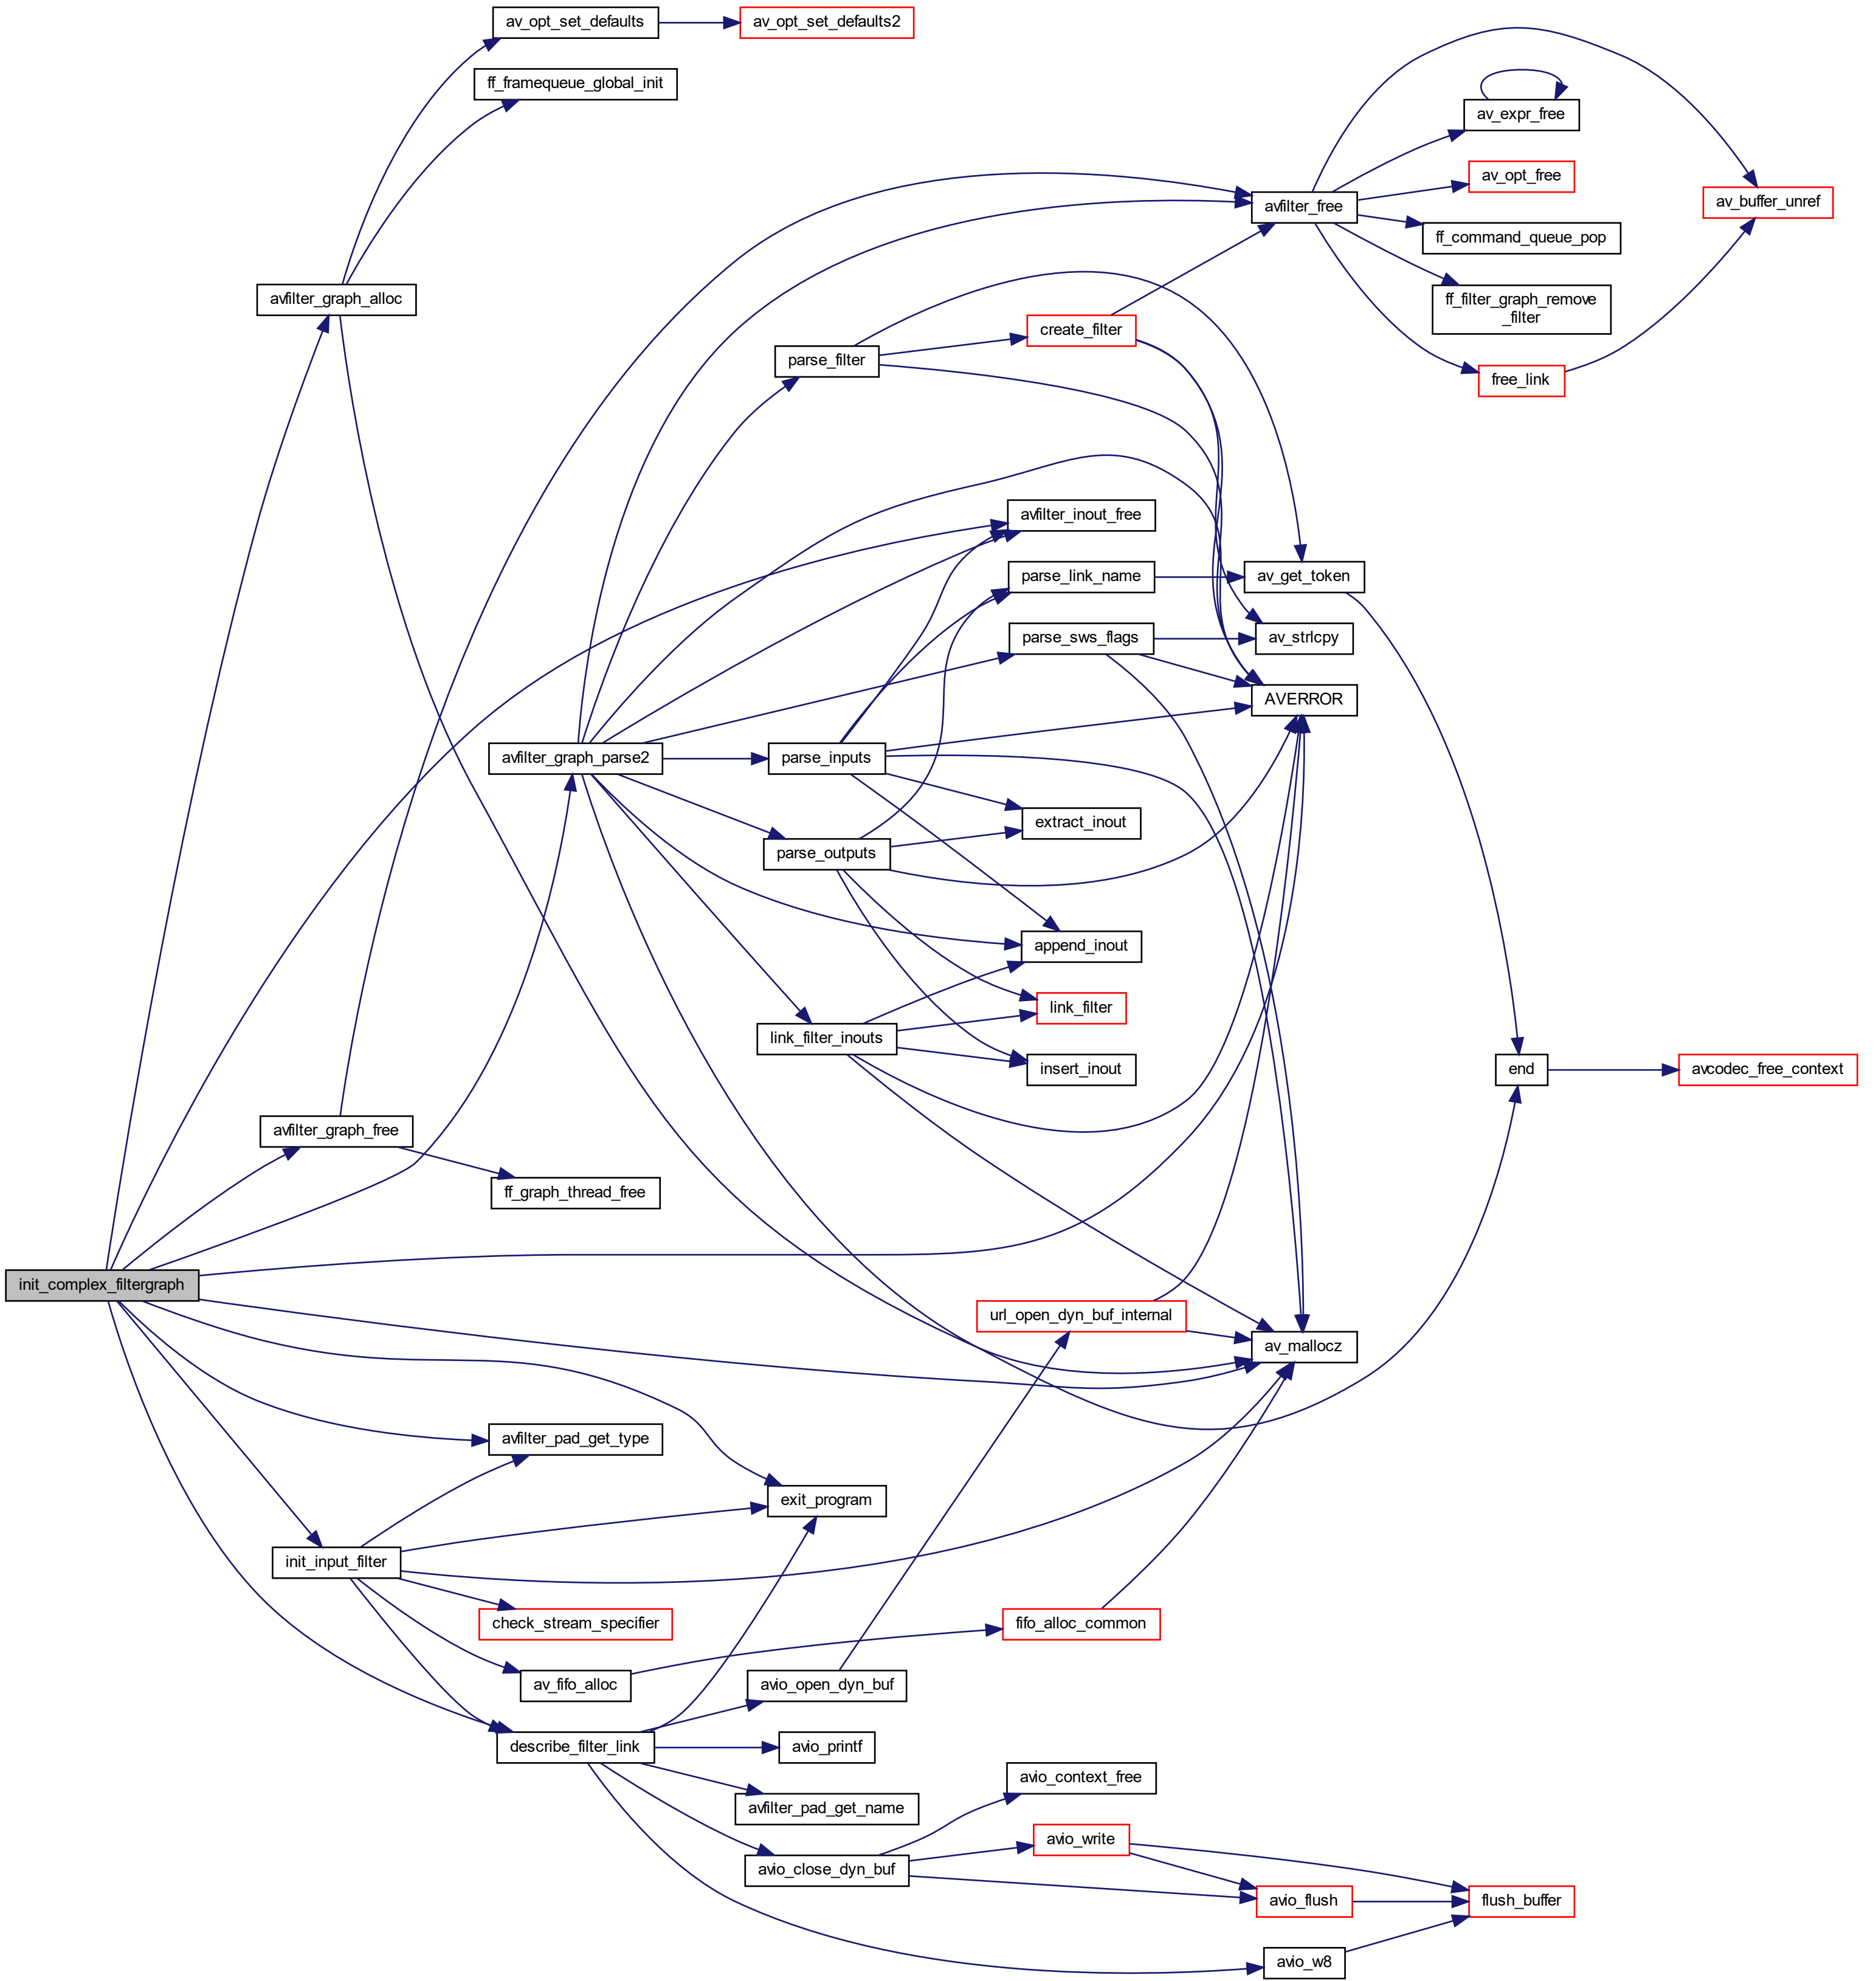 av_opt_set_defaults
av_opt_set_defaults2
ff_framequeue_global_init
av_expr_free
av_opt_free
av_buffer_unref
avfilter_free
ff_command_queue_pop
avfilter_graph_alloc
ff_filter_graph_remove
_filter
create_filter
parse_filter
free_link
avfilter_inout_free
parse_link_name
av_get_token
parse_sws_flags
av_strlcpy
AVERROR
avfilter_graph_parse2
parse_inputs
extract_inout
parse_outputs
append_inout
link_filter
link_filter_inouts
insert_inout
end
avcodec_free_context
avfilter_graph_free
ff_graph_thread_free
init_complex_filtergraph
url_open_dyn_buf_internal
av_mallocz
avfilter_pad_get_type
exit_program
init_input_filter
check_stream_specifier
fifo_alloc_common
av_fifo_alloc
avio_open_dyn_buf
describe_filter_link
avio_printf
avio_context_free
avfilter_pad_get_name
avio_write
avio_close_dyn_buf
avio_flush
flush_buffer
avio_w8